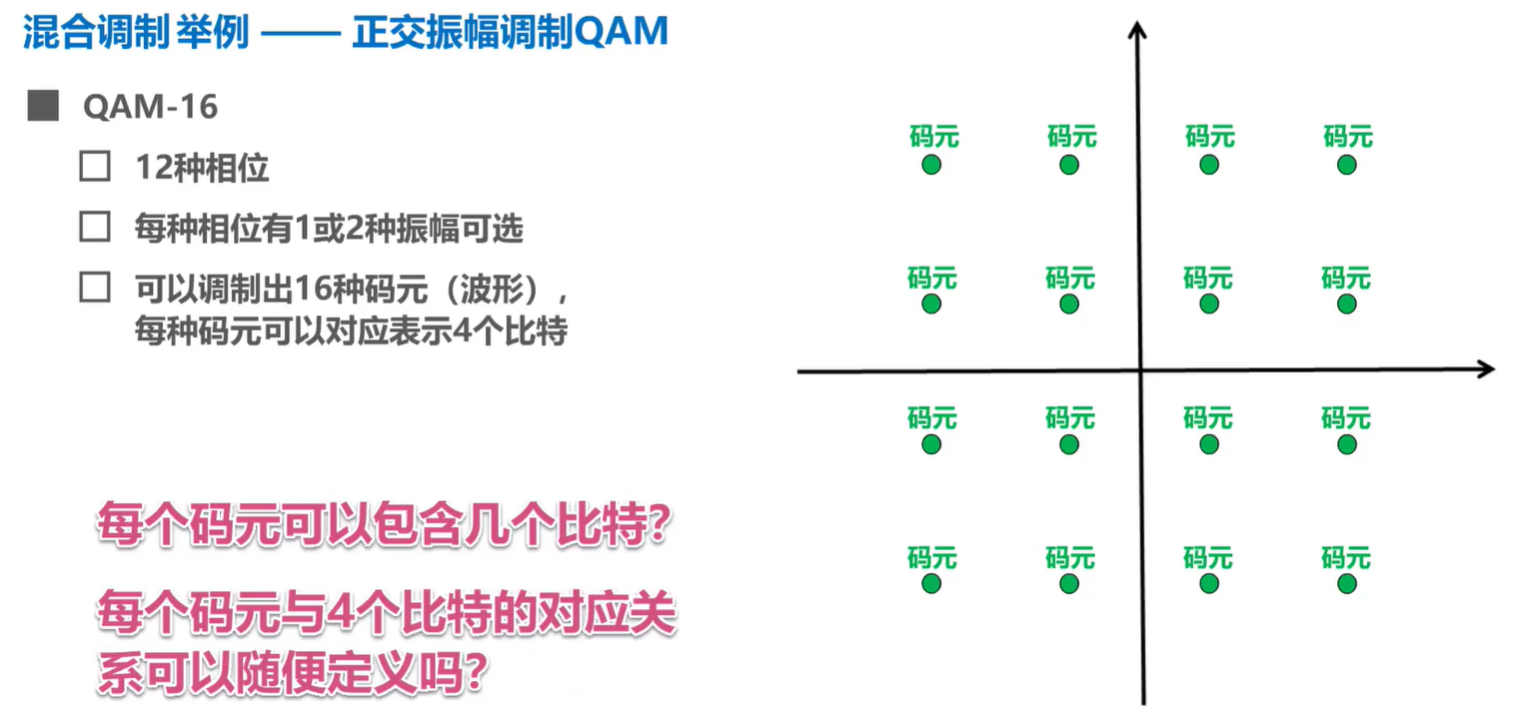 混合调制 举例 —— 正交振幅调制QAM
QAM-16
12种相位
每种相位有1或2种振幅可选
可以调制出16种码元（波形），
每种码元可以对应表示4个比特
每个码元可以包含几个比特？
每个码元与4个比特的对应关
系可以随便定义吗？
码元 码元 码元 码元
码元 码元 码元 码元
码元 码元 码元 码元
码元 码元 码元 码元